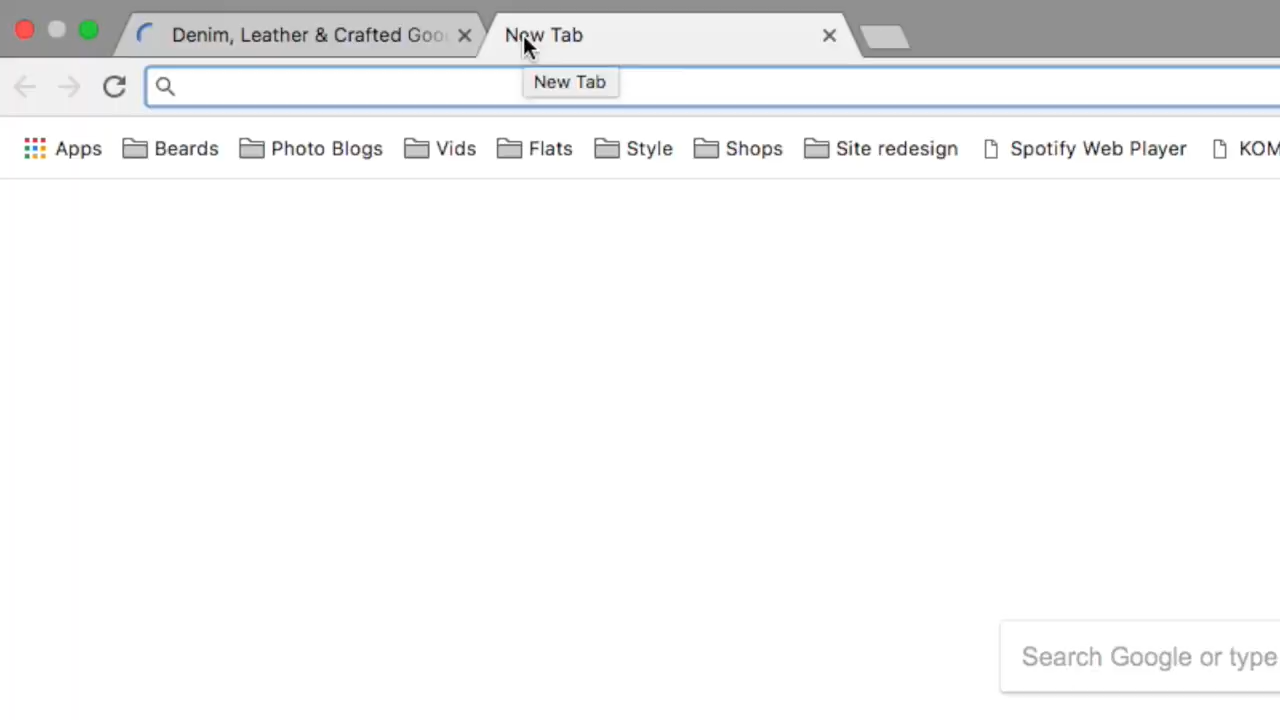 Denim, Leather & Crafted Goo
New Tab
New Tab
Apps Beards Photo Blogs Vids Flats Style Shops Site redesign Spotify Web Player KOM
Search Google or type